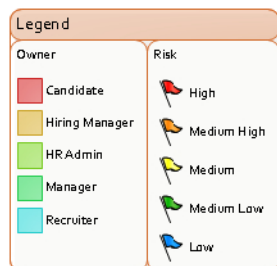 Legend
Owner
Candidate
Hiring Manager
HR Admin
Manager
Recruiter
Risk
High
Medium High
Medium
Medium Low
Low